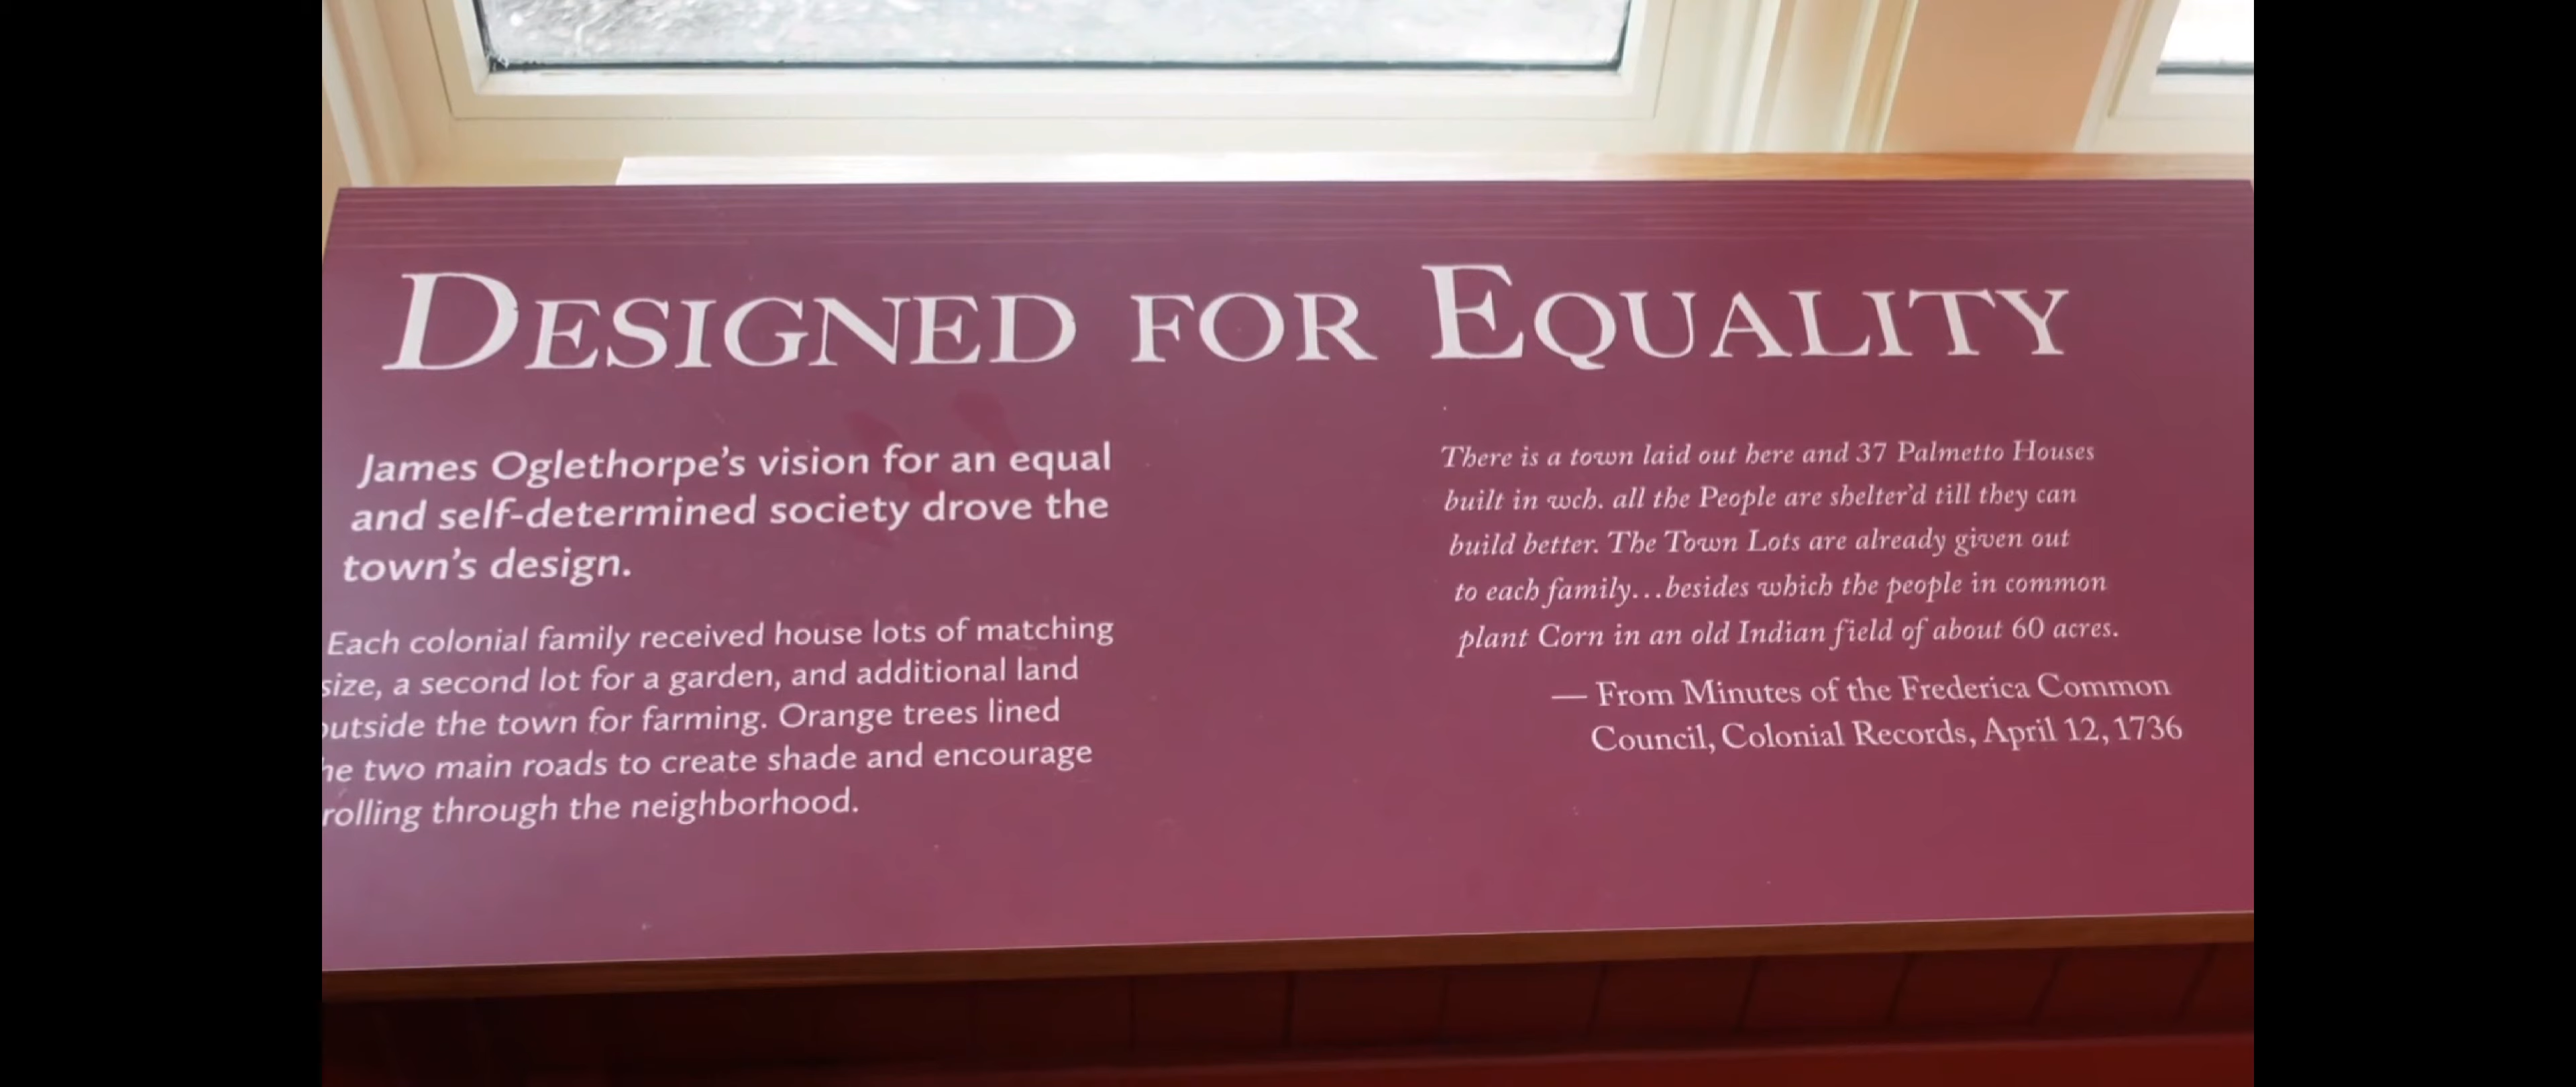 DESIGNED FOR EQUALITY
James Oglethorpe's vision for an equal
and self-determined society drove the
town's design.
Each colonial family received house lots of matching
size, a second lot for a garden, and additional land
outside the town for farming. Orange trees lined
he two main roads to create shade and encourage
rolling through the neighborhood.
There is a town laid out here and 37 Palmetto Houses
built in wch. all the People are shelter'd till they can
build better. The Town Lots are already given out
to each family...besides which the people in common
plant Corn in an old Indian field of about 60 acres.
— From Minutes of the Frederica Common
Council, Colonial Records, April 12, 1736